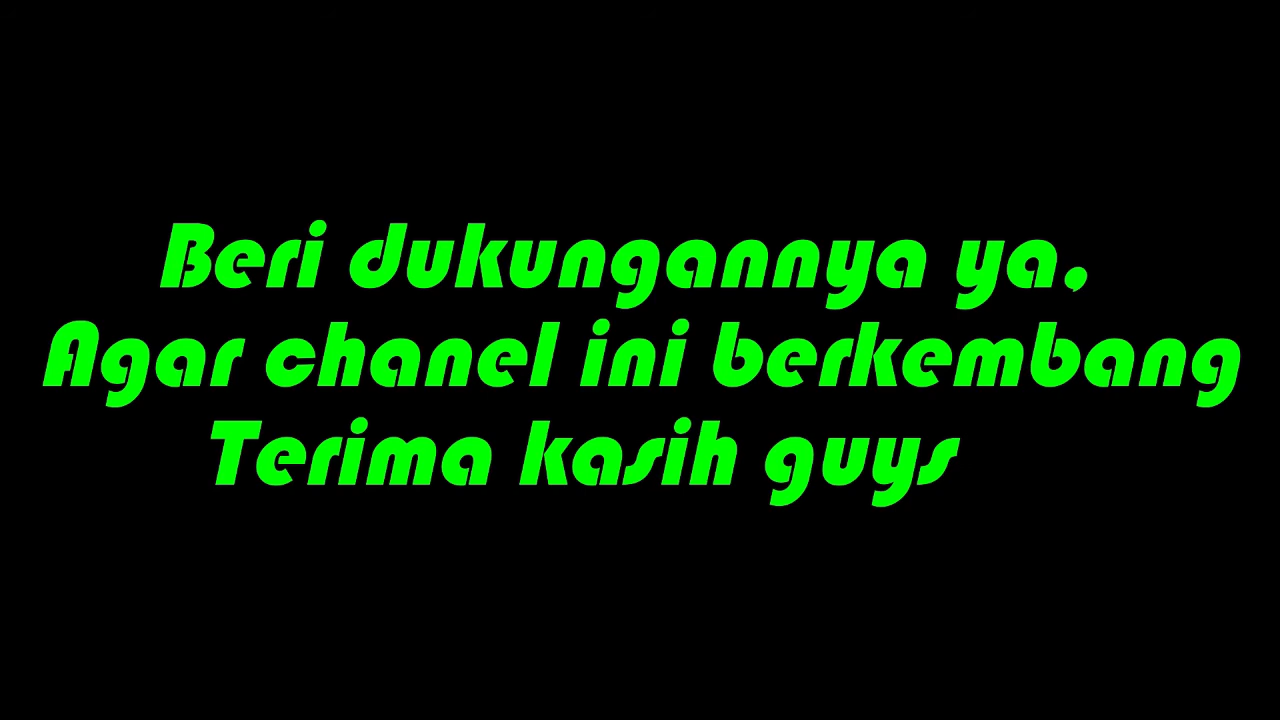 Beri dukungannya ya,
Agar chanel ini berkembang
Terima kasih guys